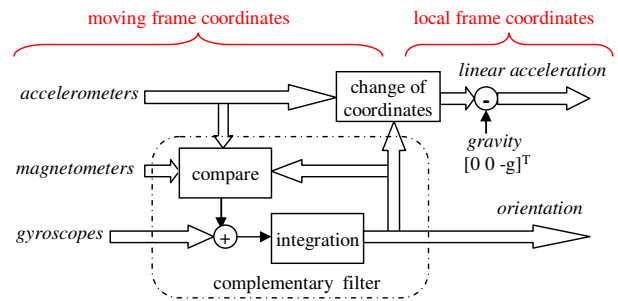 moving frame coordinates
local frame coordinates
accelerometers
change of
coordinates
linear acceleration
-
gravity
[0 0 -g]ᵀ
magnetometers
compare
gyroscopes
+
integration
orientation
complementary filter